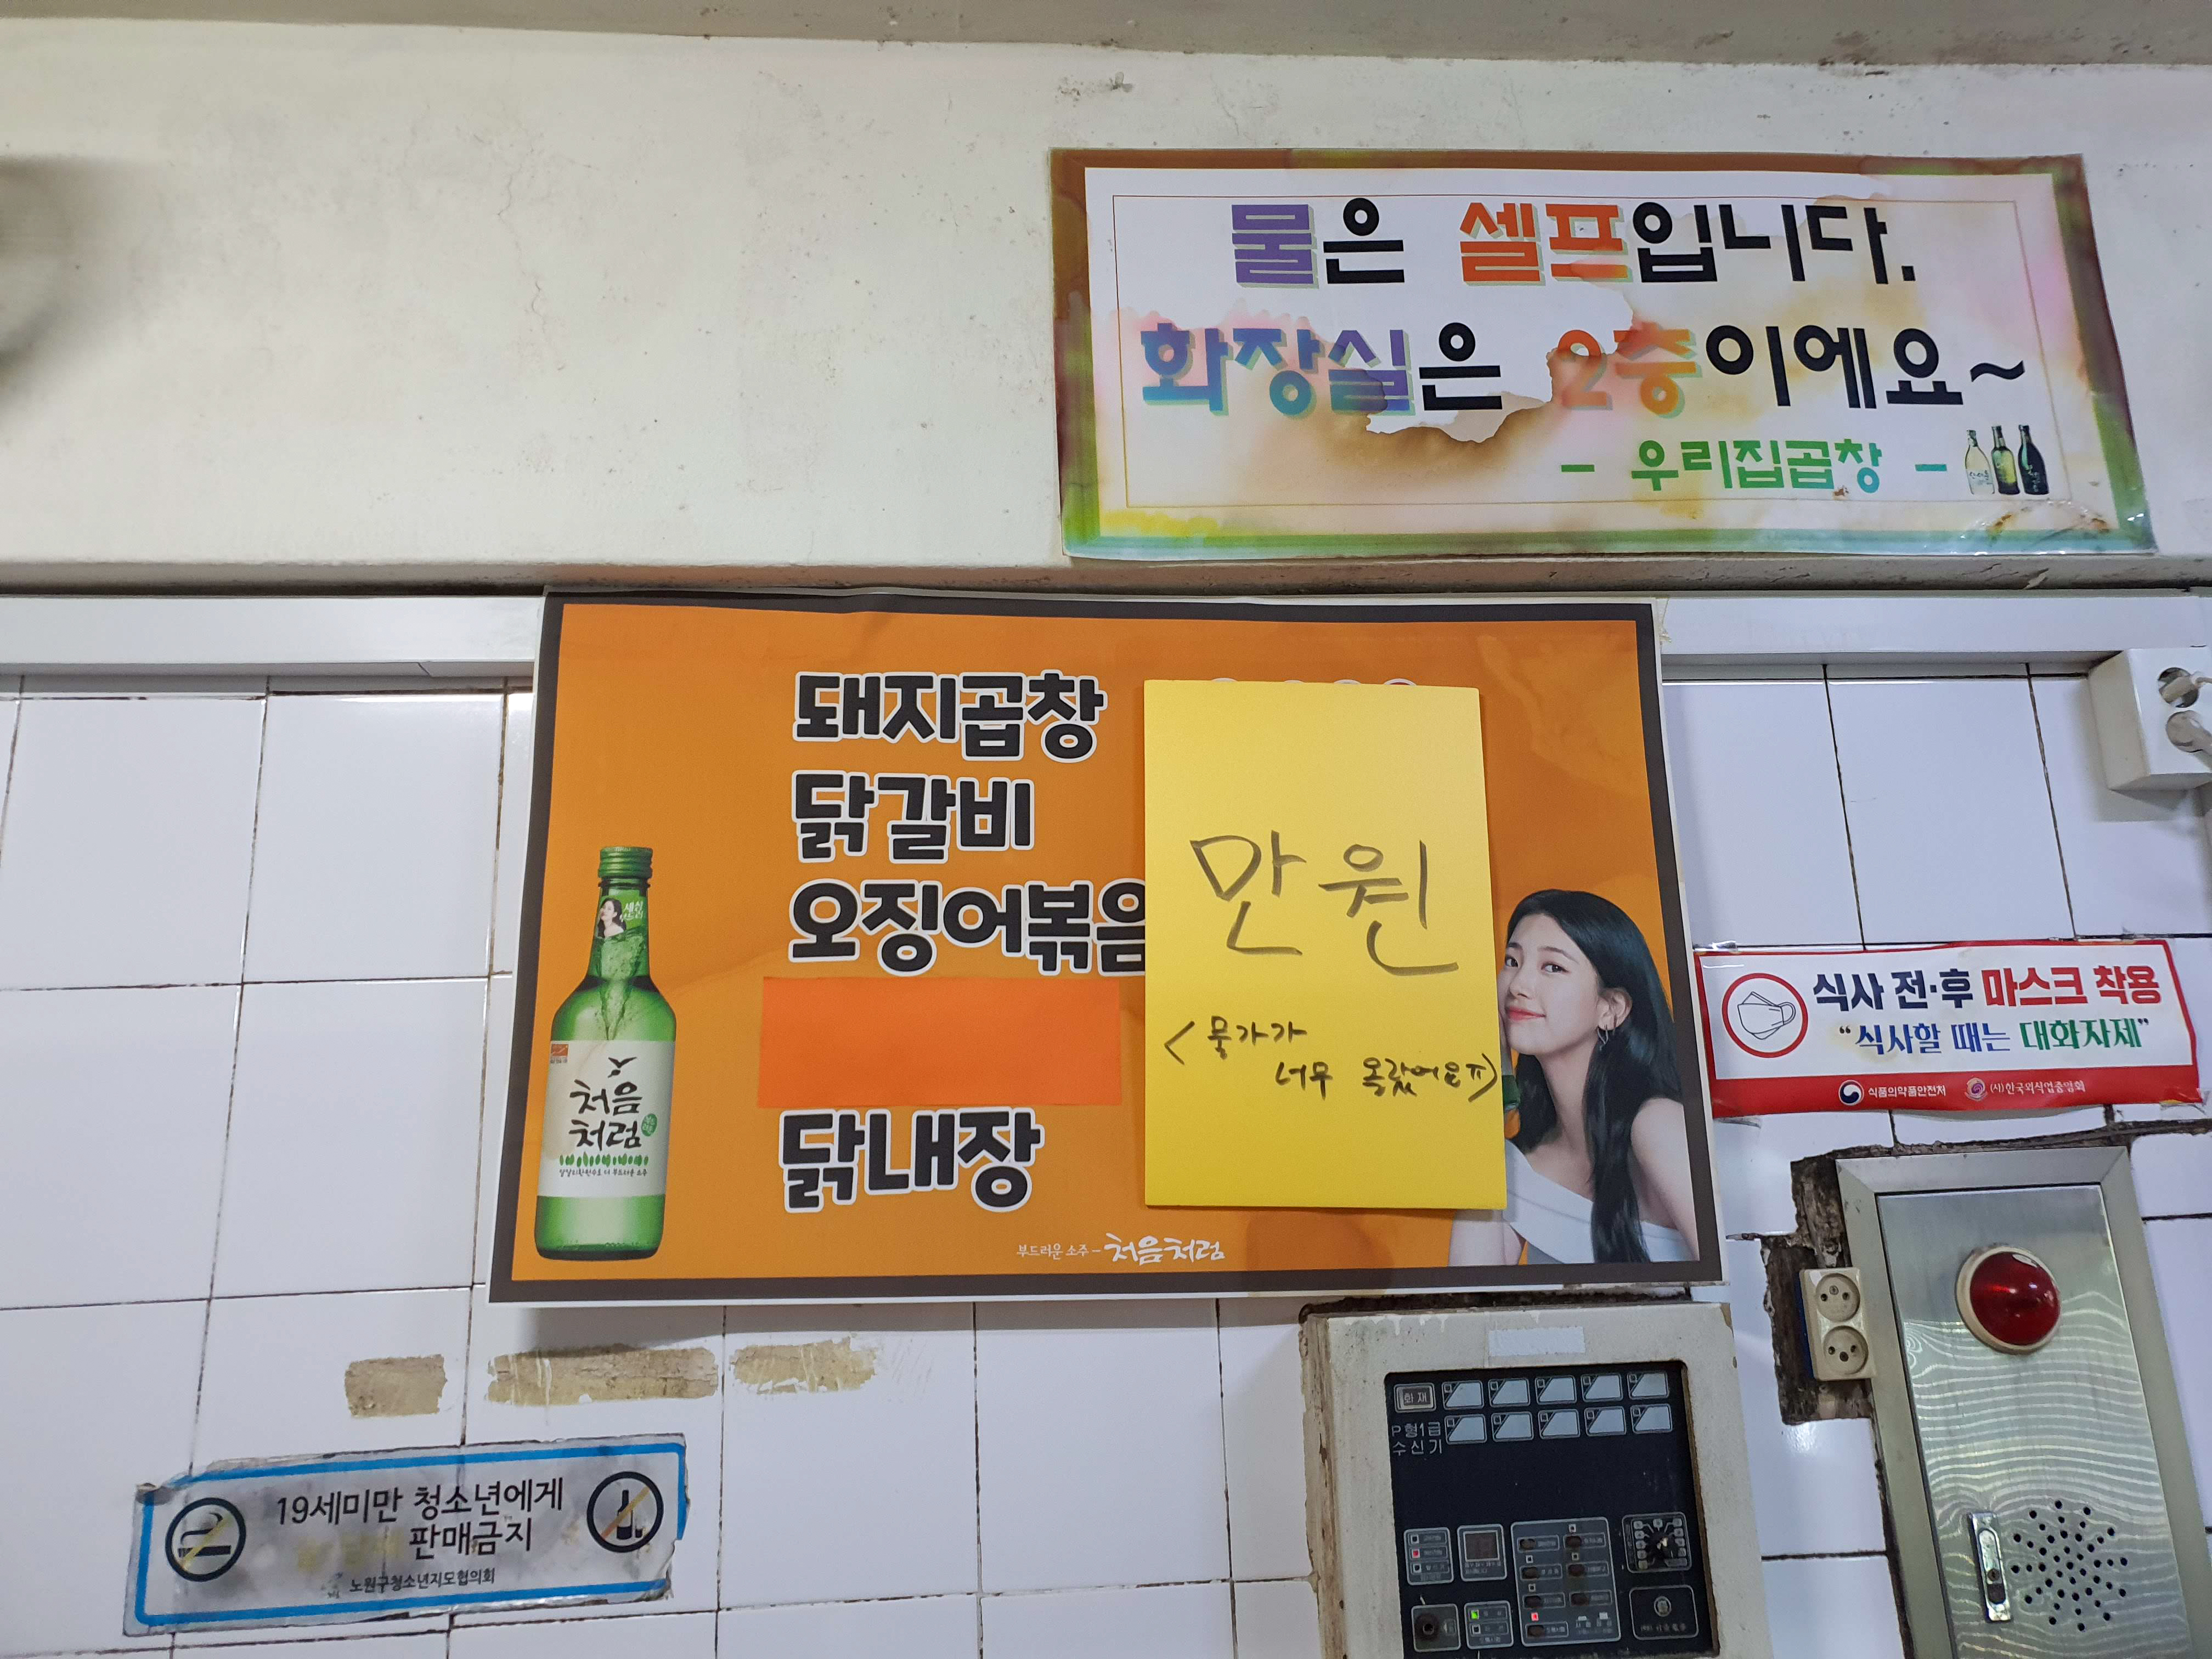 물은 셀프입니다.
화장실은 2층이에요~
- 우리집곱창 -
돼지곱창
닭갈비
오징어볶음
닭내장
만원
<물가가
너무 올랐어요ㅠ>
처음
처럼
부드러운 소주 - 처음처럼
식사 전·후 마스크 착용
“식사할 때는 대화자제”
식품의약품안전처
(사)한국외식업중앙회
19세미만 청소년에게
판매금지
노원구청소년지도협의회
화재
P형1급
수신기